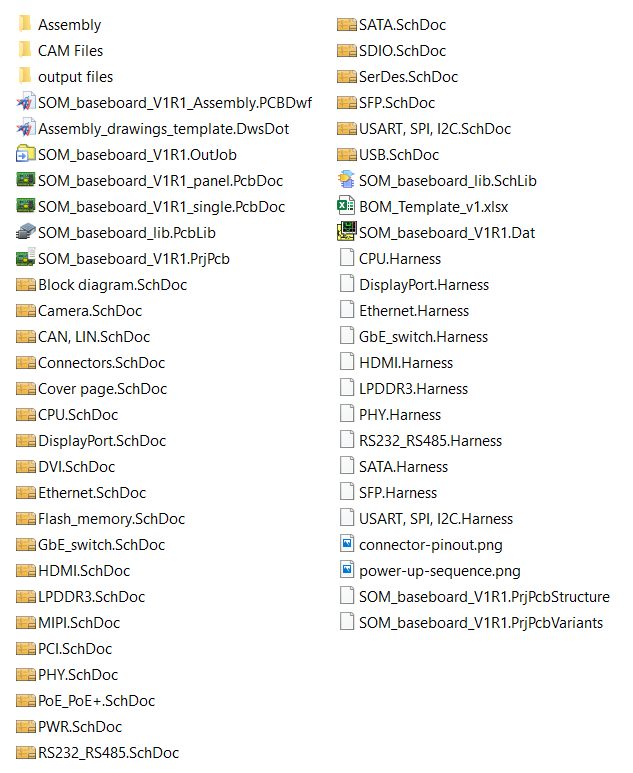 Assembly
CAM Files
output files
SOM_baseboard_V1R1_Assembly.PCBDwf
Assembly_drawings_template.DwsDot
SOM_baseboard_V1R1.OutJob
SOM_baseboard_V1R1_panel.PcbDoc
SOM_baseboard_V1R1_single.PcbDoc
SOM_baseboard_lib.PcbLib
SOM_baseboard_V1R1.PrjPcb
Block diagram.SchDoc
Camera.SchDoc
CAN, LIN.SchDoc
Connectors.SchDoc
Cover page.SchDoc
CPU.SchDoc
DisplayPort.SchDoc
DVI.SchDoc
Ethernet.SchDoc
Flash_memory.SchDoc
GbE_switch.SchDoc
HDMI.SchDoc
LPDDR3.SchDoc
MIPI.SchDoc
PCI.SchDoc
PHY.SchDoc
PoE_PoE+.SchDoc
PWR.SchDoc
RS232_RS485.SchDoc
SATA.SchDoc
SDIO.SchDoc
SerDes.SchDoc
SFP.SchDoc
USART, SPI, I2C.SchDoc
USB.SchDoc
SOM_baseboard_lib.SchLib
BOM_Template_v1.xlsx
SOM_baseboard_V1R1.Dat
CPU.Harness
DisplayPort.Harness
Ethernet.Harness
GbE_switch.Harness
HDMI.Harness
LPDDR3.Harness
PHY.Harness
RS232_RS485.Harness
SATA.Harness
SFP.Harness
USART, SPI, I2C.Harness
connector-pinout.png
power-up-sequence.png
SOM_baseboard_V1R1.PrjPcbStructure
SOM_baseboard_V1R1.PrjPcbVariants